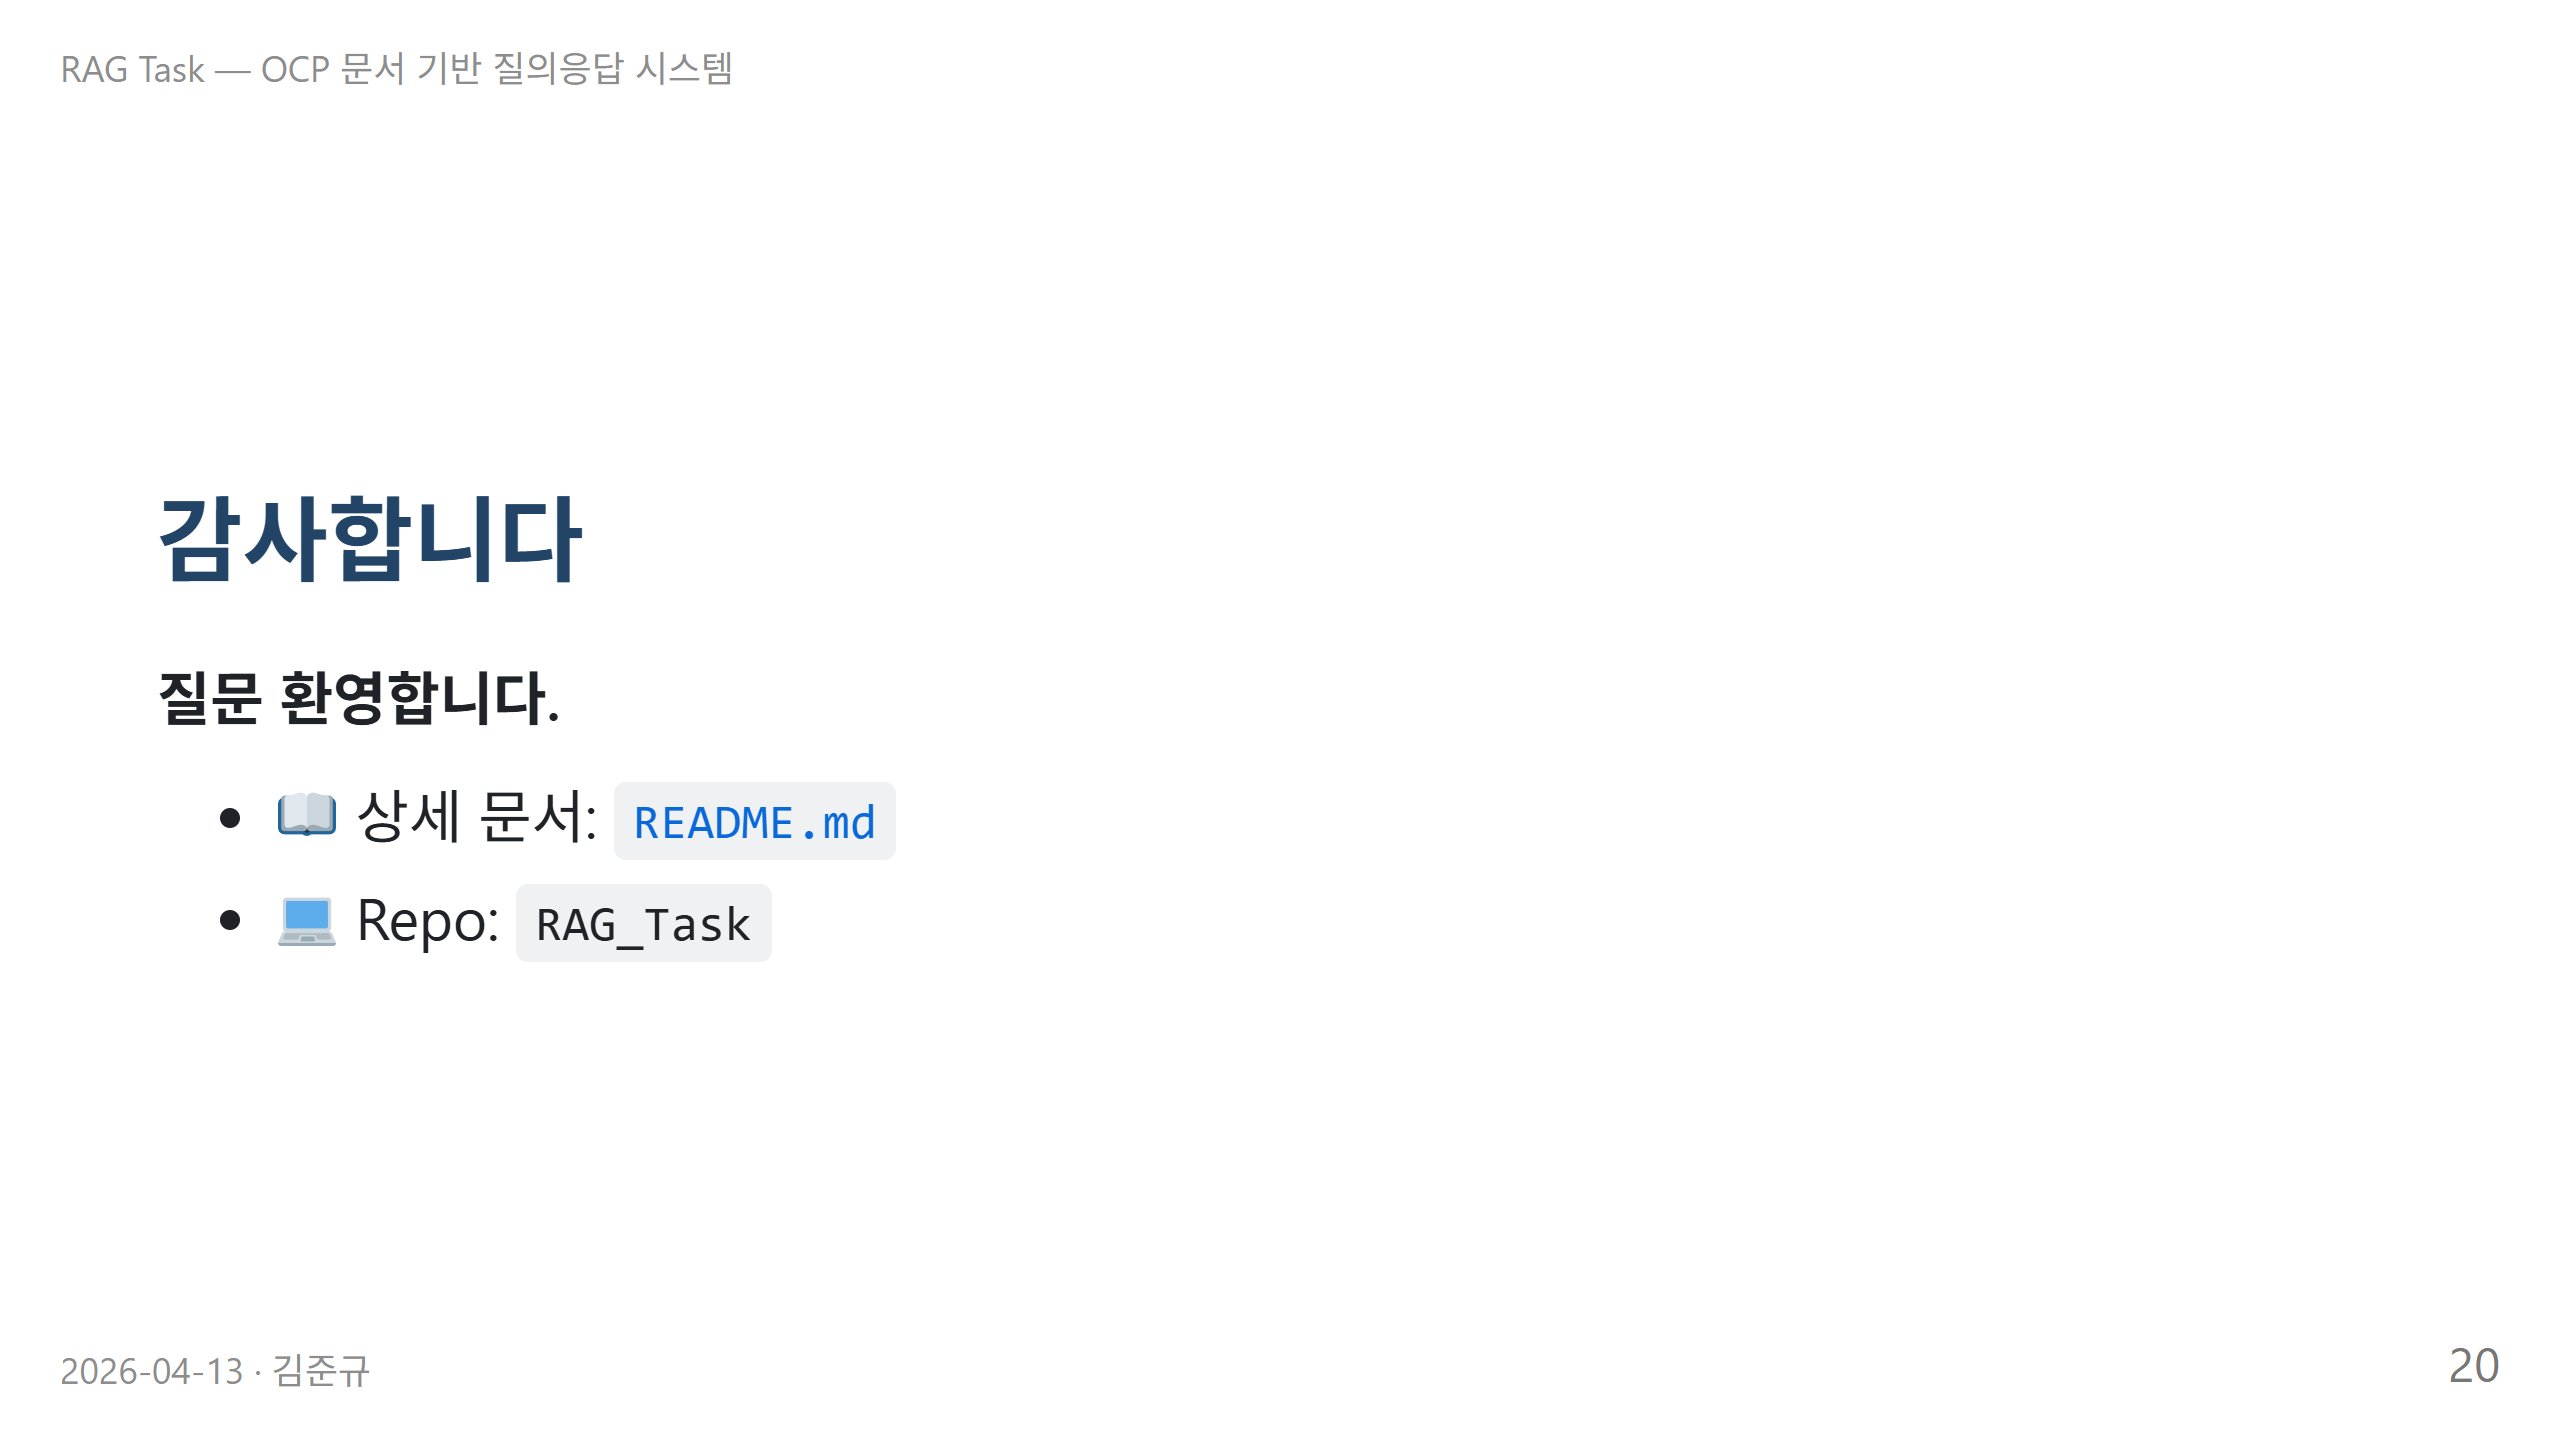 RAG Task — OCP 문서 기반 질의응답 시스템
감사합니다
질문 환영합니다.
상세 문서: README.md
Repo: RAG_Task
2026-04-13 · 김준규
20